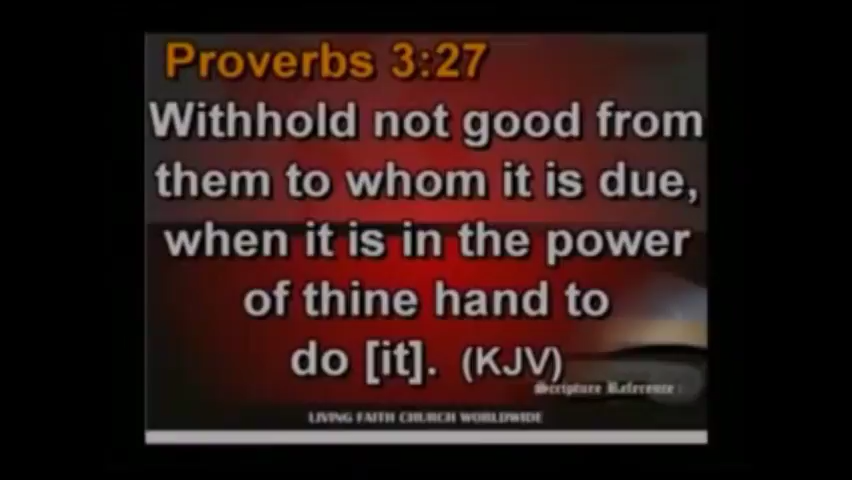 Proverbs 3:27
Withhold not good from
them to whom it is due,
when it is in the power
of thine hand to
do [it]. (KJV)
Scripture Reference :
LIVING FAITH CHURCH WORLDWIDE